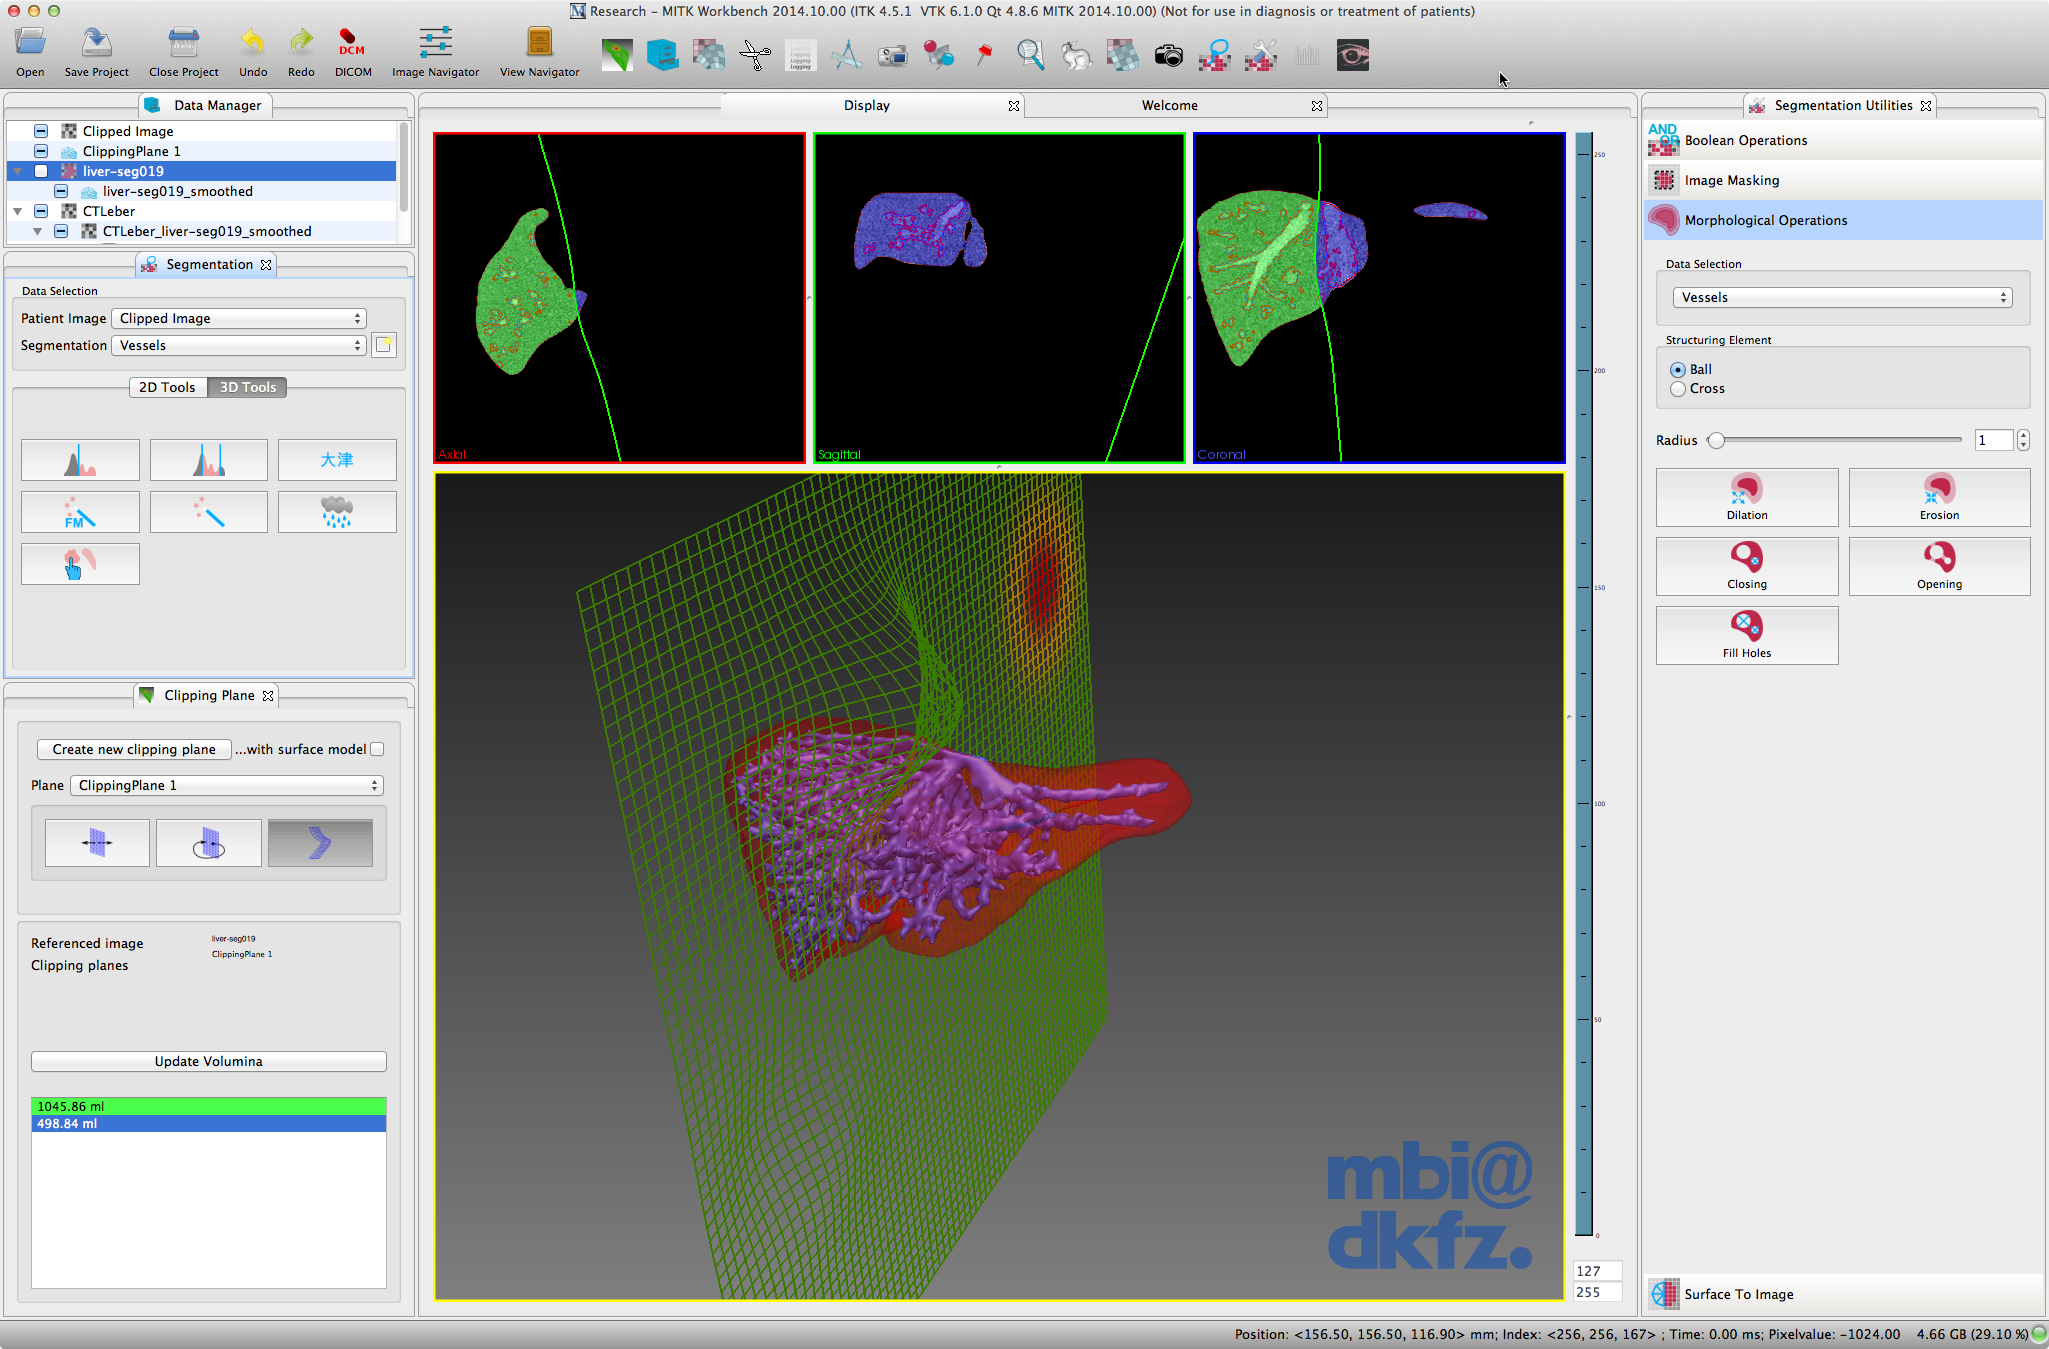 Research – MITK Workbench 2014.10.00 (ITK 4.5.1  VTK 6.1.0 Qt 4.8.6 MITK 2014.10.00) (Not for use in diagnosis or treatment of patients)
DCM
Logging
Open
Save Project
Close Project
Undo
Redo
DICOM
Image Navigator
View Navigator
Data Manager
Clipped Image
ClippingPlane 1
liver-seg019
liver-seg019_smoothed
CTLeber
CTLeber_liver-seg019_smoothed
Segmentation
Data Selection
Patient Image
Clipped Image
Segmentation
Vessels
2D Tools
3D Tools
大津
FM
Clipping Plane
Create new clipping plane
...with surface model
Plane
ClippingPlane 1
Referenced image
liver-seg019
Clipping planes
ClippingPlane 1
Update Volumina
1045.86 ml
498.84 ml
Display
Welcome
Axial
Sagittal
Coronal
mbi@
dkfz.
250
200
150
100
50
0
127
255
Segmentation Utilities
AND
OR
Boolean Operations
Image Masking
Morphological Operations
Data Selection
Vessels
Structuring Element
Ball
Cross
Radius
1
Dilation
Erosion
Closing
Opening
Fill Holes
Surface To Image
Position: <156.50, 156.50, 116.90> mm; Index: <256, 256, 167> ; Time: 0.00 ms; Pixelvalue: -1024.00
4.66 GB (29.10 %)